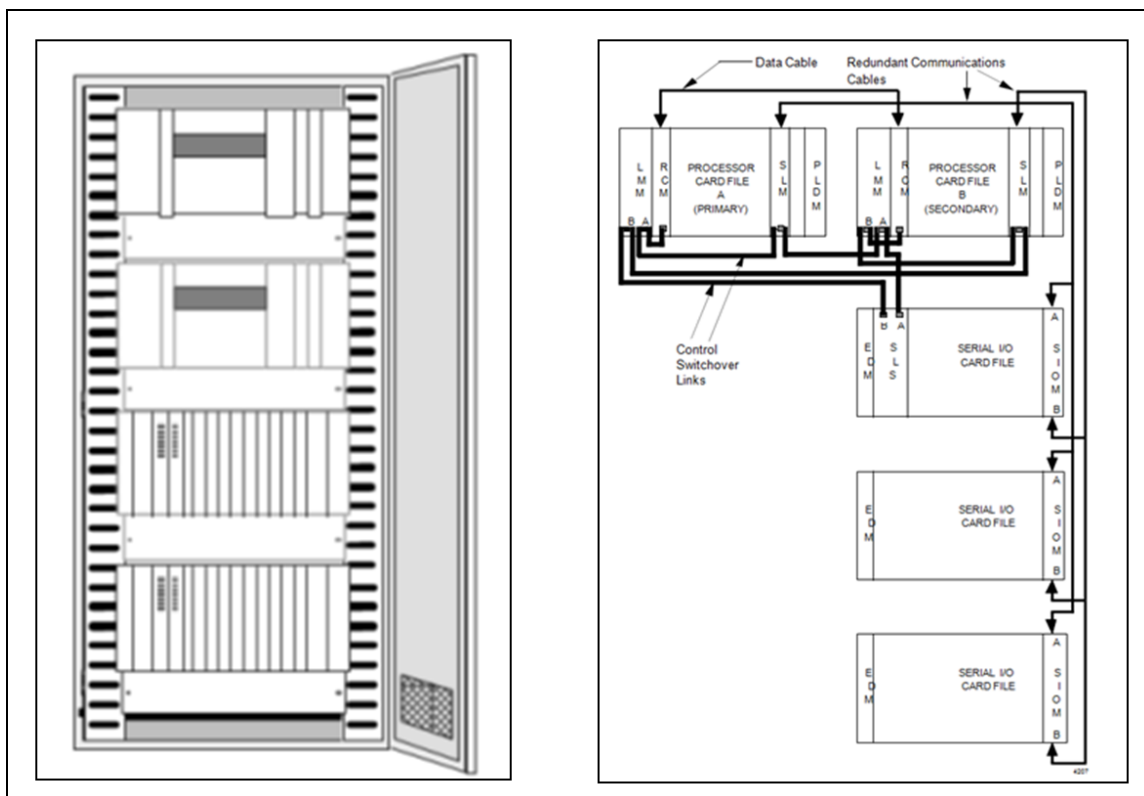 Data Cable
Redundant Communications
Cables
L
M
M
R
C
M
PROCESSOR
CARD FILE
A
(PRIMARY)
S
L
M
P
L
D
M
B A
L
M
M
R
C
M
PROCESSOR
CARD FILE
B
(SECONDARY)
S
L
M
P
L
D
M
B A
Control
Switchover
Links
B A
E
D
M
S
L
S
SERIAL I/O
CARD FILE
A
S
I
O
M
B
E
D
M
SERIAL I/O
CARD FILE
A
S
I
O
M
B
E
D
M
SERIAL I/O
CARD FILE
A
S
I
O
M
B
4207